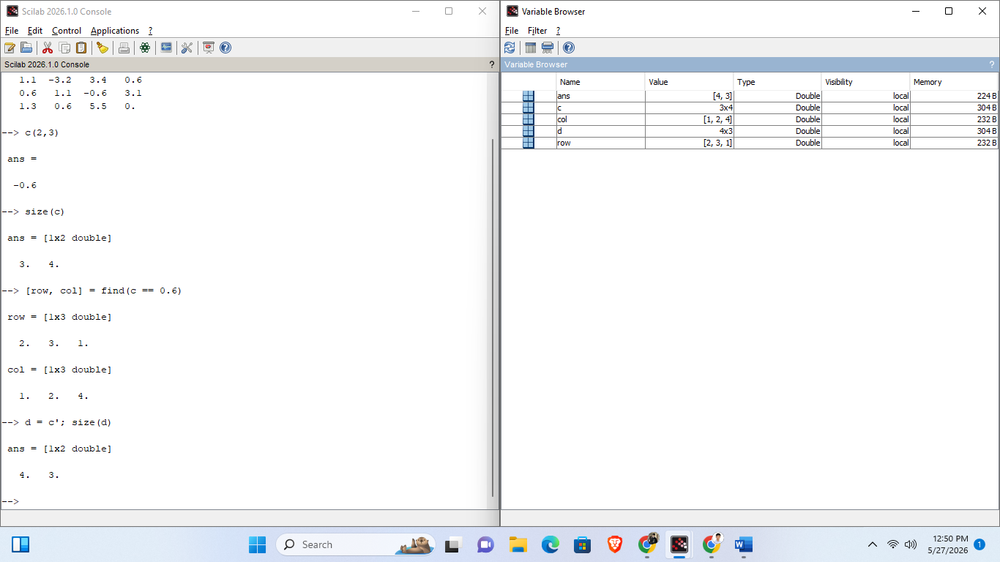 Scilab 2026.1.0 Console
File Edit Control Applications ?
Scilab 2026.1.0 Console ?
1.1 -3.2 3.4 0.6
0.6 1.1 -0.6 3.1
1.3 0.6 5.5 0.
--> c(2,3)
ans =
-0.6
--> size(c)
ans = [1x2 double]
3. 4.
--> [row, col] = find(c == 0.6)
row = [1x3 double]
2. 3. 1.
col = [1x3 double]
1. 2. 4.
--> d = c'; size(d)
ans = [1x2 double]
4. 3.
-->
Variable Browser
File Filter ?
Variable Browser ?
Name Value Type Visibility Memory
ans [4, 3] Double local 224 B
c 3x4 Double local 304 B
col [1, 2, 4] Double local 232 B
d 4x3 Double local 304 B
row [2, 3, 1] Double local 232 B
Search
12:50 PM
5/27/2026
1